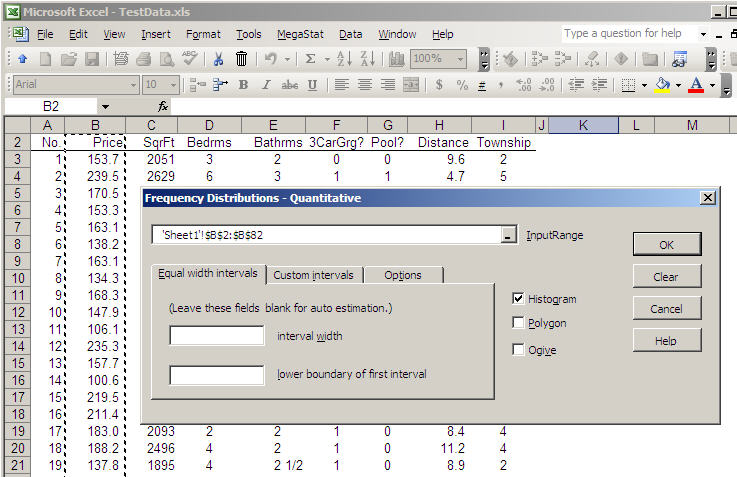 Microsoft Excel - TestData.xls
File Edit View Insert Format Tools MegaStat Data Window Help Type a question for help
Σ 100%
Arial 10 B I abc U $ % A
B2 fx
A B C D E F G H I J K L M
2 No. Price SqrFt Bedrms Bathrms 3CarGrg? Pool? Distance Township
3 1 153.7 2051 3 2 0 0 9.6 2
4 2 239.5 2629 6 3 1 1 4.7 5
5 3 170.5
6 4 153.3
7 5 163.1
8 6 138.2
9 7 163.1
10 8 134.3
11 9 168.3
12 10 147.9
13 11 106.1
14 12 235.3
15 13 157.7
16 14 100.6
17 15 219.5
18 16 211.4
19 17 183.0 2093 2 2 1 0 8.4 4
20 18 188.2 2496 4 2 1 0 11.2 4
21 19 137.8 1895 4 2 1/2 1 0 8.9 2
Frequency Distributions - Quantitative
'Sheet1'!$B$2:$B$82 InputRange
OK
Clear
Cancel
Help
Equal width intervals Custom intervals Options
(Leave these fields blank for auto estimation.)
interval width
lower boundary of first interval
Histogram
Polygon
Ogive